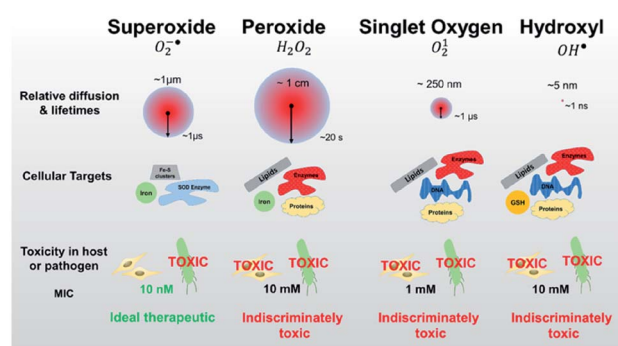 Superoxide Peroxide Singlet Oxygen Hydroxyl
O₂⁻• H₂O₂ O₂¹ OH•
Relative diffusion
& lifetimes
~1µm ~ 1 cm ~ 250 nm ~5 nm
~1µs ~20 s ~1 µs ~1 ns
Cellular Targets
Fe-S
clusters
Iron
SOD Enzyme
Lipids
Enzymes
Iron
Proteins
Lipids
Enzymes
DNA
Proteins
Lipids
Enzymes
DNA
GSH
Proteins
Toxicity in host
or pathogen
TOXIC TOXIC TOXIC TOXIC TOXIC TOXIC TOXIC
MIC
10 nM 10 mM 1 mM 10 mM
Ideal therapeutic
Indiscriminately
toxic
Indiscriminately
toxic
Indiscriminately
toxic